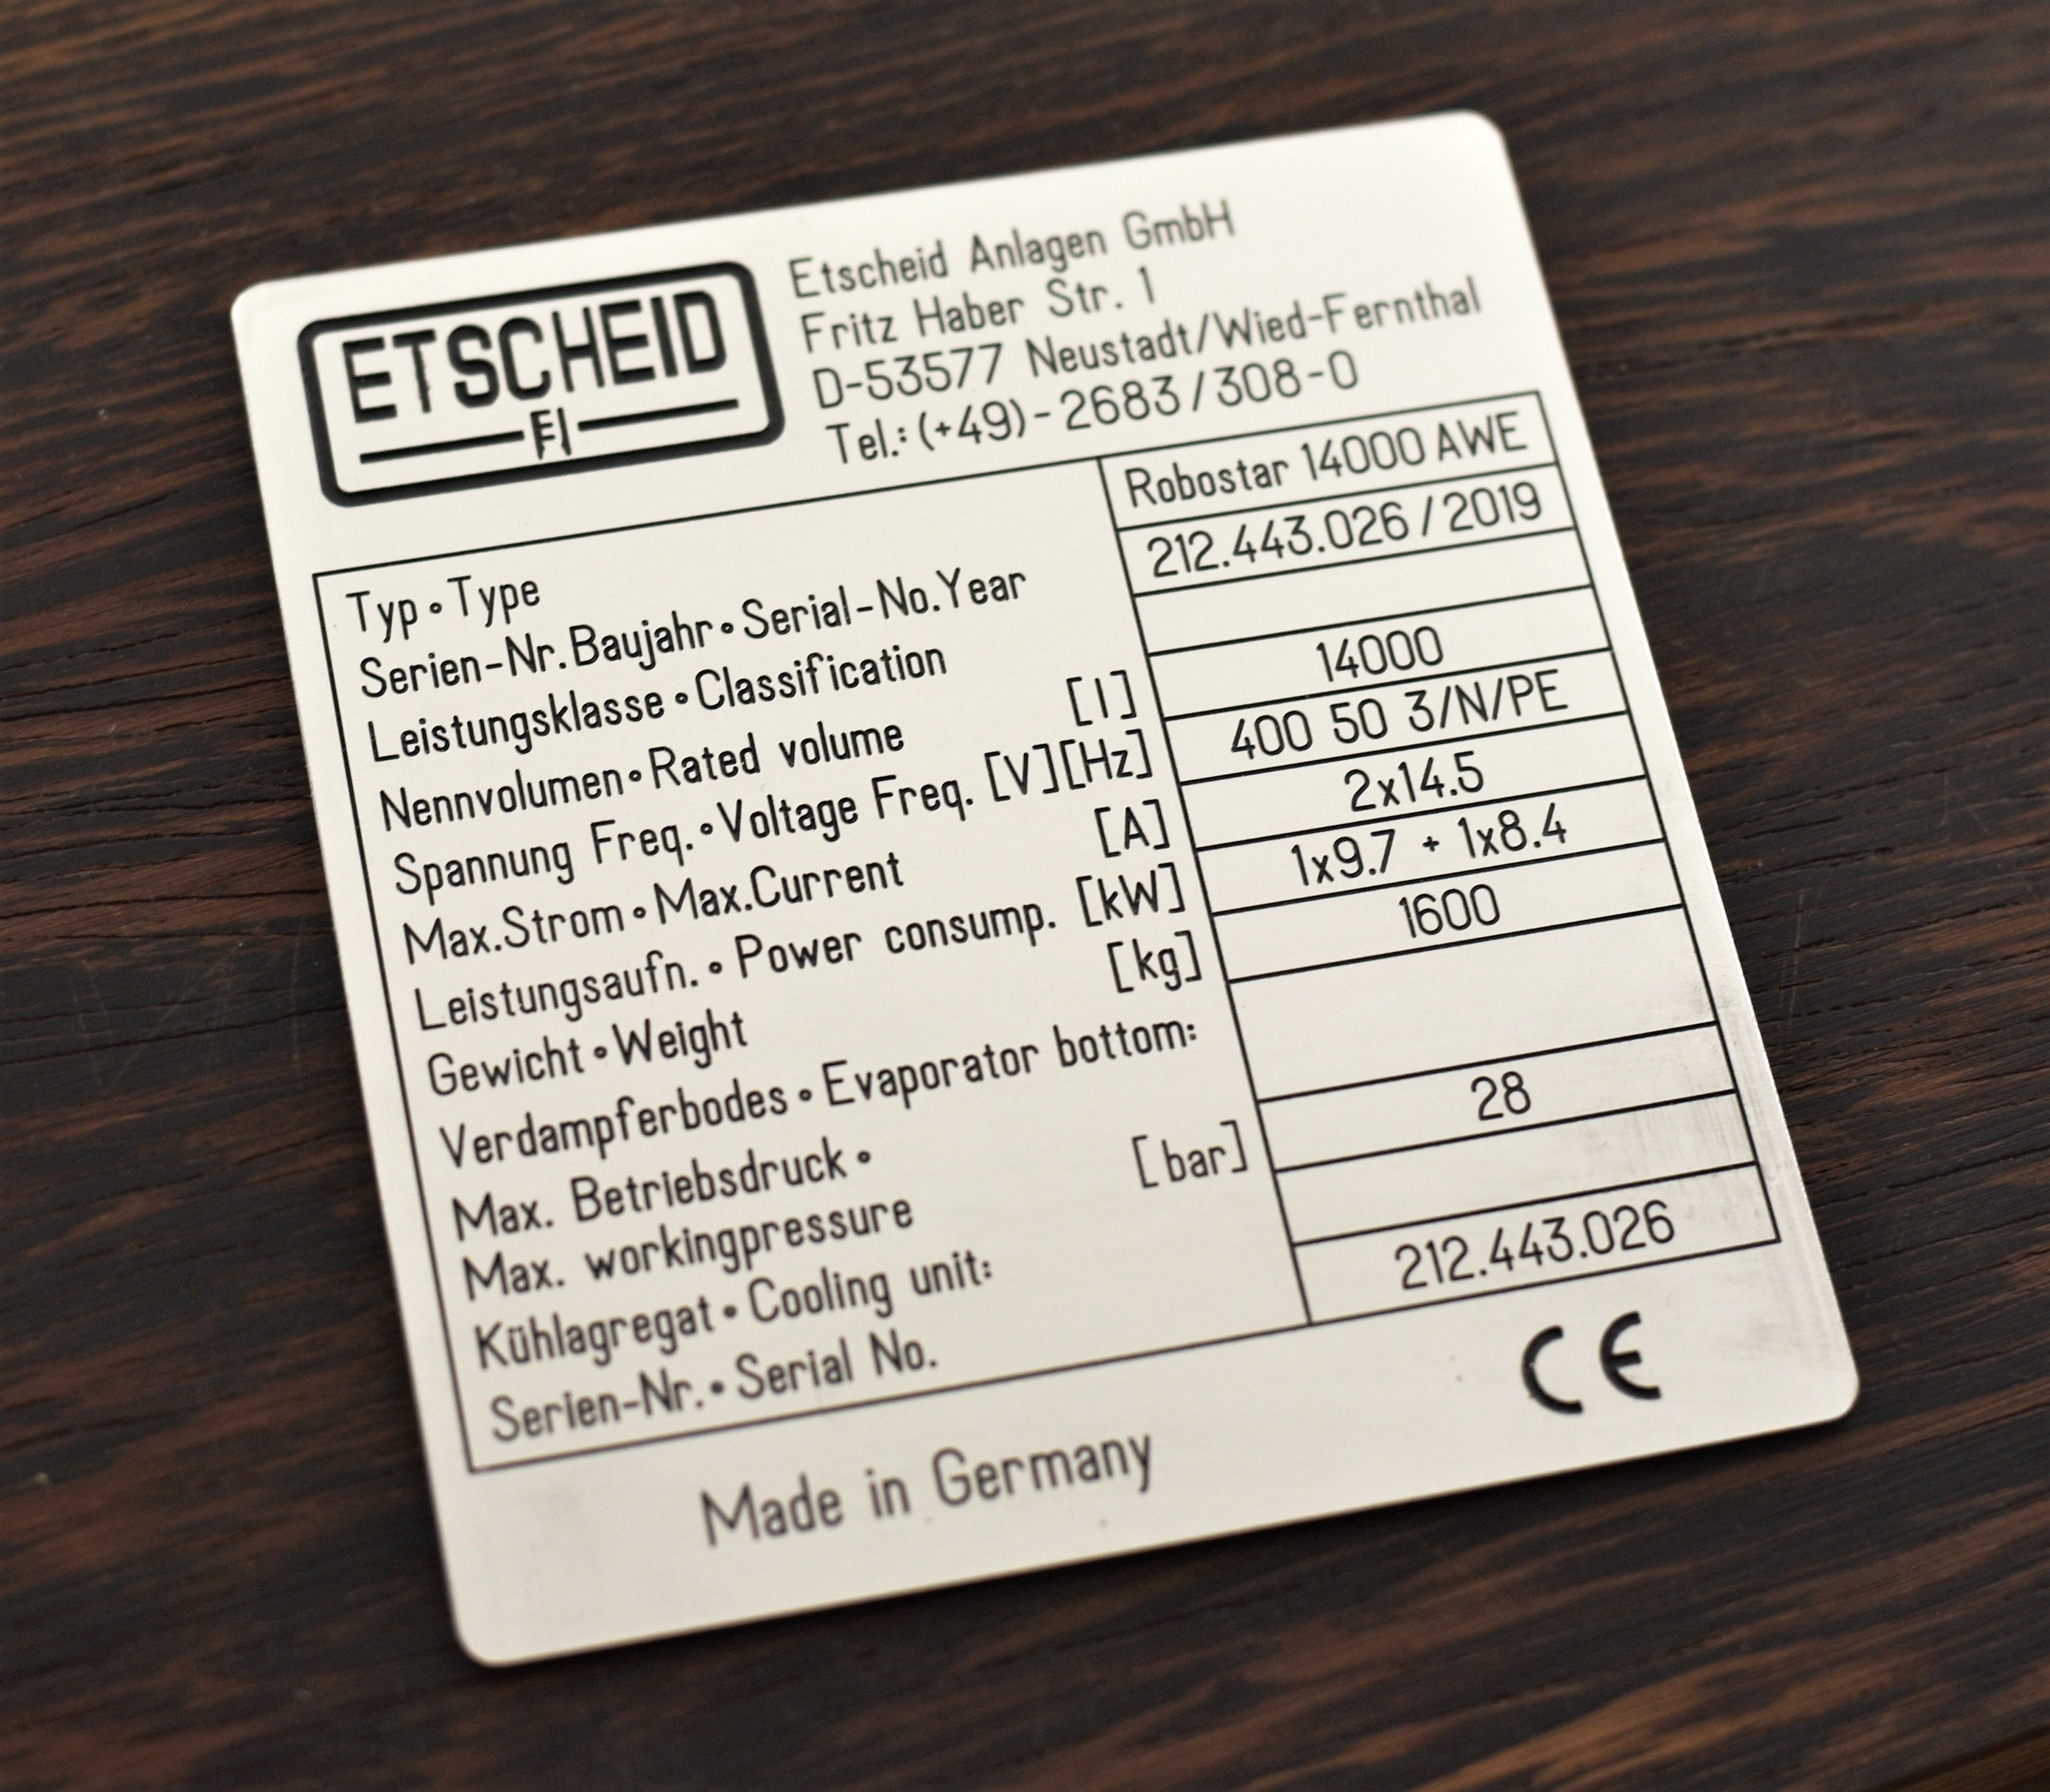 ETSCHEID
Etscheid Anlagen GmbH
Fritz Haber Str. 1
D-53577 Neustadt/Wied-Fernthal
Tel.: (+49)-2683/308-0
Typ • Type Robostar 14000 AWE
Serien-Nr.Baujahr • Serial-No.Year 212.443.026/2019
Leistungsklasse • Classification
Nennvolumen • Rated volume [l] 14000
Spannung Freq. • Voltage Freq. [V][Hz] 400 50 3/N/PE
Max.Strom • Max.Current [A] 2x14.5
Leistungsaufn. • Power consump. [kW] 1x9.7 + 1x8.4
Gewicht • Weight [kg] 1600
Verdampferbodes • Evaporator bottom:
Max. Betriebsdruck •
Max. workingpressure [bar] 28
Kühlagregat • Cooling unit:
Serien-Nr. • Serial No. 212.443.026
Made in Germany CE